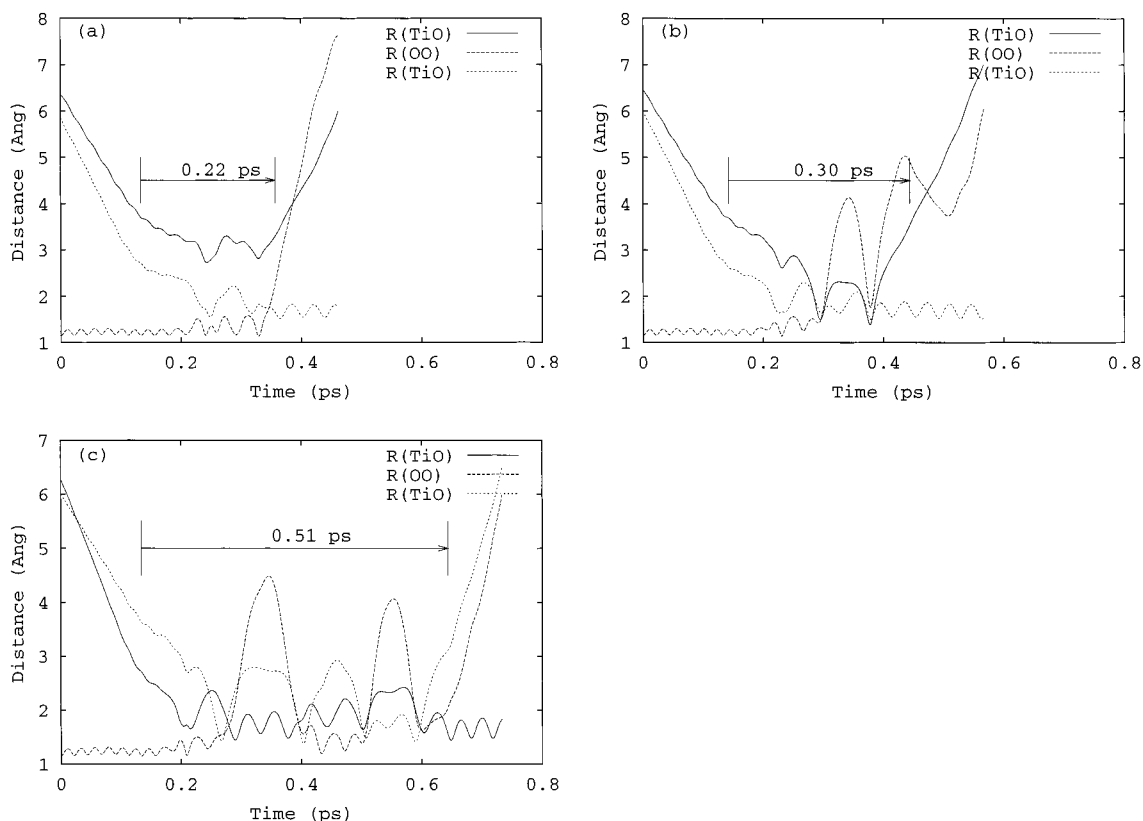 (a)
R(TiO)
R(OO)
R(TiO)
0.22 ps
Distance (Ang)
8
7
6
5
4
3
2
1
0 0.2 0.4 0.6 0.8
Time (ps)
(b)
R(TiO)
R(OO)
R(TiO)
0.30 ps
Distance (Ang)
8
7
6
5
4
3
2
1
0 0.2 0.4 0.6 0.8
Time (ps)
(c)
R(TiO)
R(OO)
R(TiO)
0.51 ps
Distance (Ang)
7
6
5
4
3
2
1
0 0.2 0.4 0.6 0.8
Time (ps)